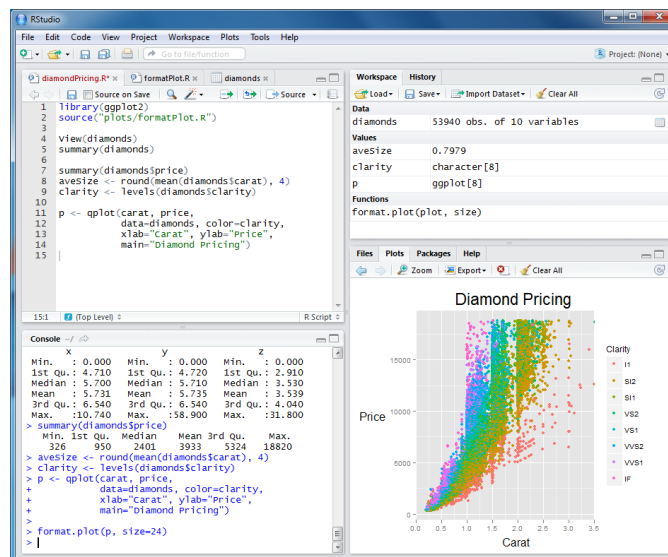 RStudio
File Edit Code View Project Workspace Plots Tools Help
Go to file/function
Project: (None)
diamondPricing.R* × formatPlot.R × diamonds ×
Source on Save Source
1 library(ggplot2)
2 source("plots/formatPlot.R")
3
4 View(diamonds)
5 summary(diamonds)
6
7 summary(diamonds$price)
8 aveSize <- round(mean(diamonds$carat), 4)
9 clarity <- levels(diamonds$clarity)
10
11 p <- qplot(carat, price,
12 data=diamonds, color=clarity,
13 xlab="Carat", ylab="Price",
14 main="Diamond Pricing")
15
15:1 (Top Level) R Script
Console ~/
x y z
Min. : 0.000 Min. : 0.000 Min. : 0.000
1st Qu.: 4.710 1st Qu.: 4.720 1st Qu.: 2.910
Median : 5.700 Median : 5.710 Median : 3.530
Mean : 5.731 Mean : 5.735 Mean : 3.539
3rd Qu.: 6.540 3rd Qu.: 6.540 3rd Qu.: 4.040
Max. :10.740 Max. :58.900 Max. :31.800
> summary(diamonds$price)
Min. 1st Qu. Median Mean 3rd Qu. Max.
326 950 2401 3933 5324 18820
> aveSize <- round(mean(diamonds$carat), 4)
> clarity <- levels(diamonds$clarity)
> p <- qplot(carat, price,
+ data=diamonds, color=clarity,
+ xlab="Carat", ylab="Price",
+ main="Diamond Pricing")
>
> format.plot(p, size=24)
>
Workspace History
Load Save Import Dataset Clear All
Data
diamonds 53940 obs. of 10 variables
Values
aveSize 0.7979
clarity character[8]
p ggplot[8]
Functions
format.plot(plot, size)
Files Plots Packages Help
Zoom Export Clear All
Diamond Pricing
Price
15000
10000
5000
0
0.0 0.5 1.0 1.5 2.0 2.5 3.0 3.5
Carat
Clarity
I1
SI2
SI1
VS2
VS1
VVS2
VVS1
IF